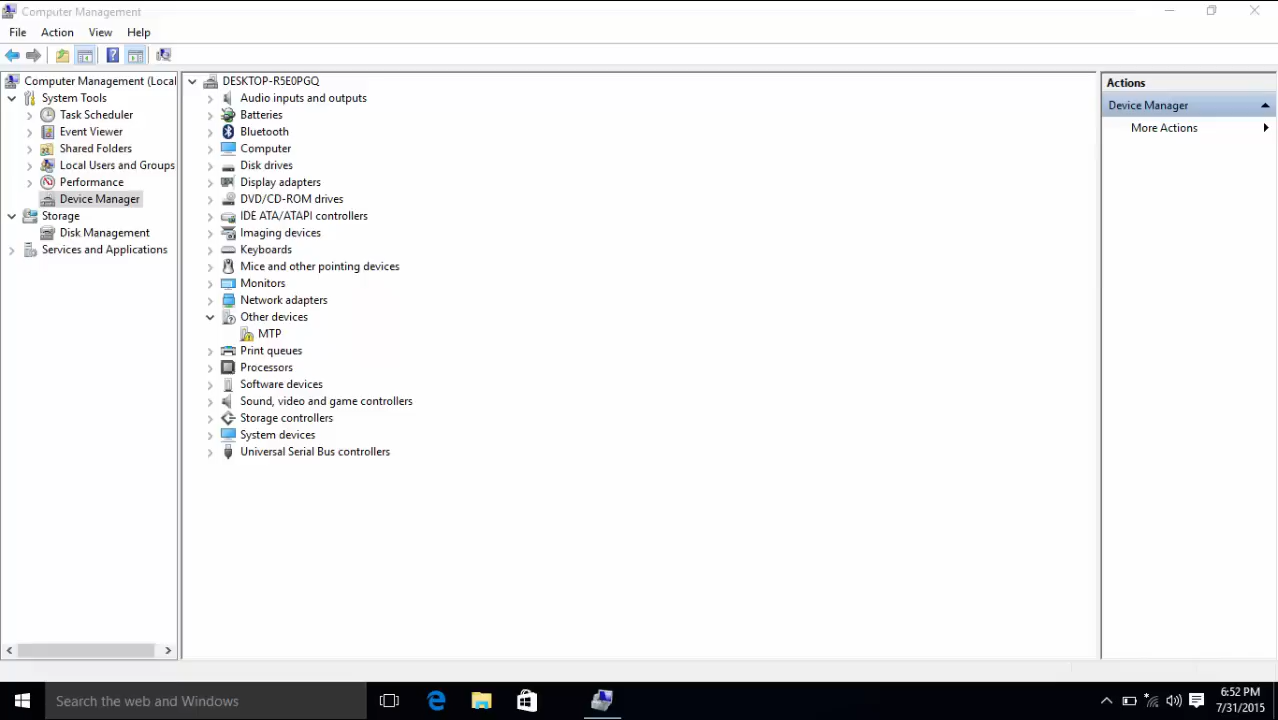 Computer Management
File Action View Help
Computer Management (Local
System Tools
Task Scheduler
Event Viewer
Shared Folders
Local Users and Groups
Performance
Device Manager
Storage
Disk Management
Services and Applications
DESKTOP-R5E0PGQ
Audio inputs and outputs
Batteries
Bluetooth
Computer
Disk drives
Display adapters
DVD/CD-ROM drives
IDE ATA/ATAPI controllers
Imaging devices
Keyboards
Mice and other pointing devices
Monitors
Network adapters
Other devices
MTP
Print queues
Processors
Software devices
Sound, video and game controllers
Storage controllers
System devices
Universal Serial Bus controllers
Actions
Device Manager
More Actions
Search the web and Windows
6:52 PM
7/31/2015